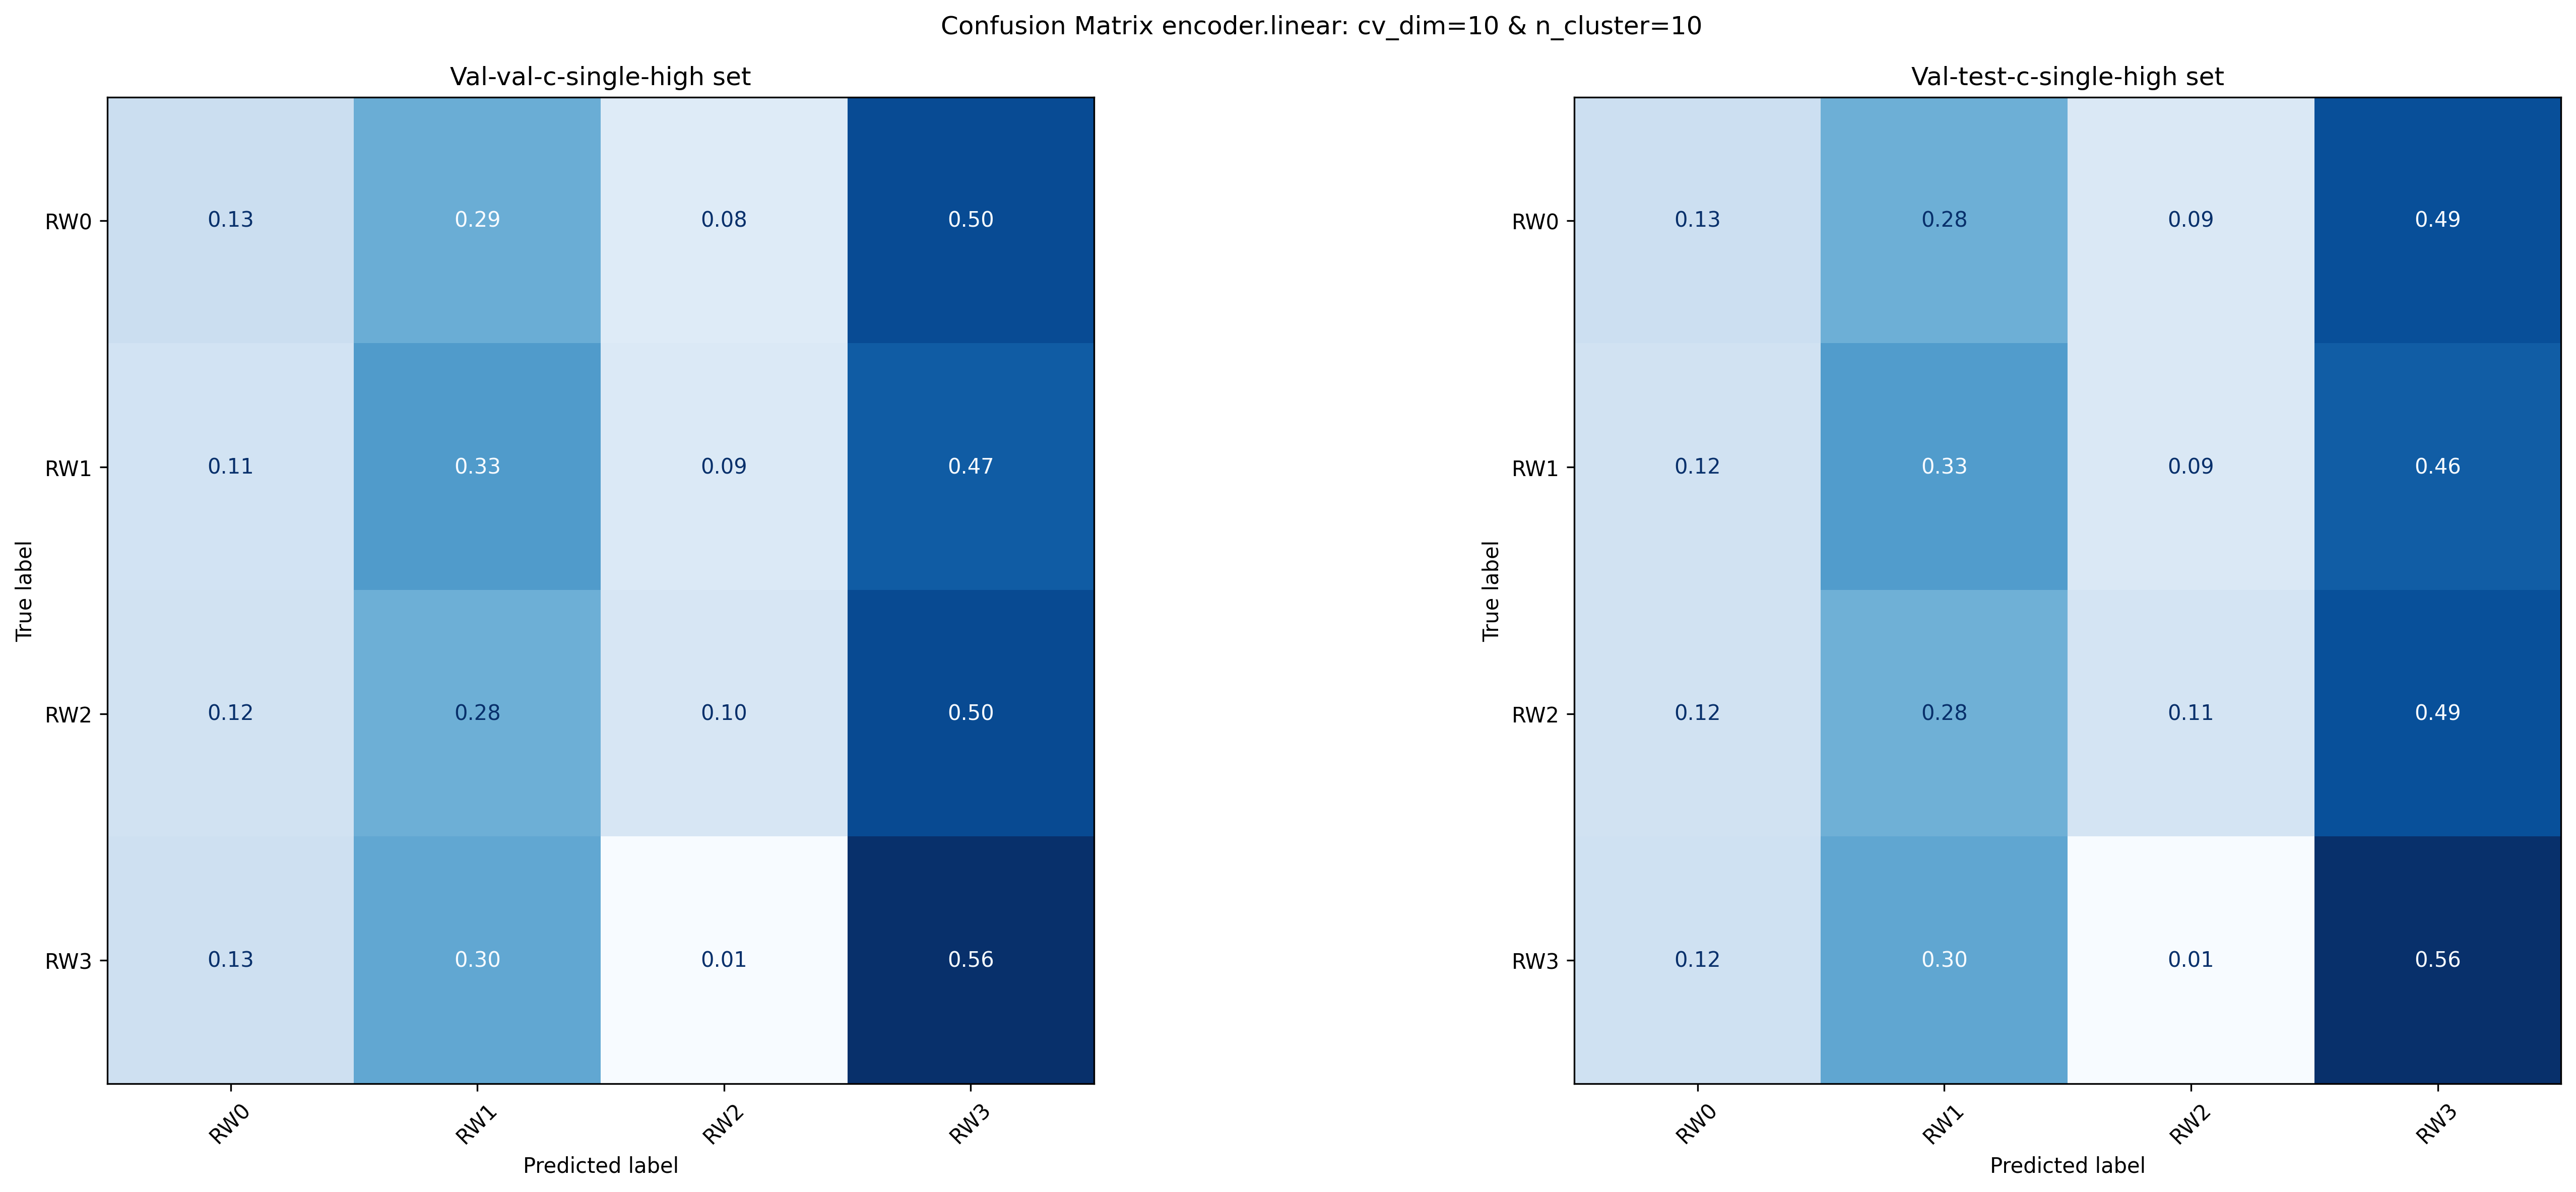 Confusion Matrix encoder.linear: cv_dim=10 & n_cluster=10
Val-val-c-single-high set
True label
RW0
0.13 0.29 0.08 0.50
RW1
0.11 0.33 0.09 0.47
RW2
0.12 0.28 0.10 0.50
RW3
0.13 0.30 0.01 0.56
RW0 RW1 RW2 RW3
Predicted label
Val-test-c-single-high set
True label
RW0
0.13 0.28 0.09 0.49
RW1
0.12 0.33 0.09 0.46
RW2
0.12 0.28 0.11 0.49
RW3
0.12 0.30 0.01 0.56
RW0 RW1 RW2 RW3
Predicted label